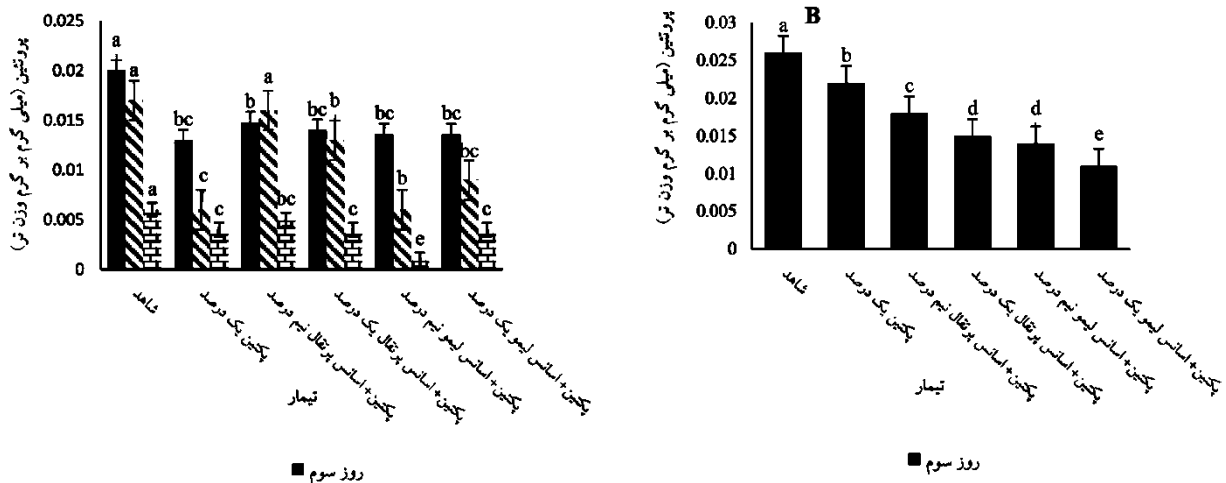 پروتئین (میلی گرم بر گرم وزن تر)
0.025
0.02
0.015
0.01
0.005
0
a
a
a
bc
c
c
b
a
bc
bc
b
c
bc
b
e
bc
bc
c
شاهد
پکتین یک درصد
پکتین+ اسانس پرتقال نیم درصد
پکتین+ اسانس پرتقال یک درصد
پکتین+ اسانس لیمو نیم درصد
پکتین+ اسانس لیمو یک درصد
تیمار
روز سوم
B
پروتئین (میلی گرم بر گرم وزن تر)
0.03
0.025
0.02
0.015
0.01
0.005
0
a
b
c
d
d
e
شاهد
پکتین یک درصد
پکتین+ اسانس پرتقال نیم درصد
پکتین+ اسانس پرتقال یک درصد
پکتین+ اسانس لیمو نیم درصد
پکتین+ اسانس لیمو یک درصد
تیمار
روز سوم